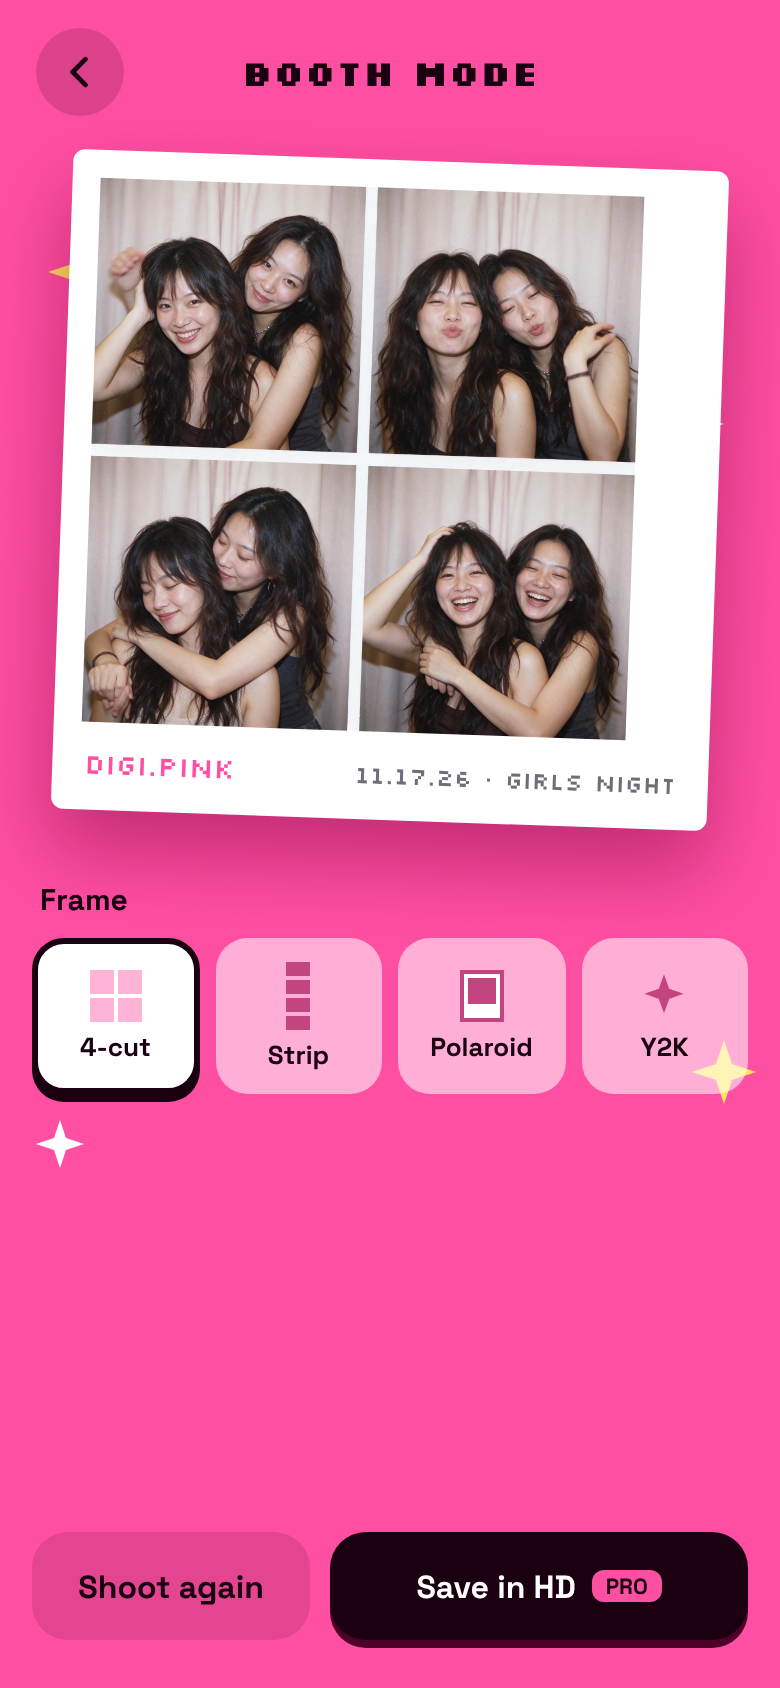 BOOTH MODE
DIGI.PINK
11.17.26 · GIRLS NIGHT
Frame
4-cut
Strip
Polaroid
Y2K
Shoot again
Save in HD PRO